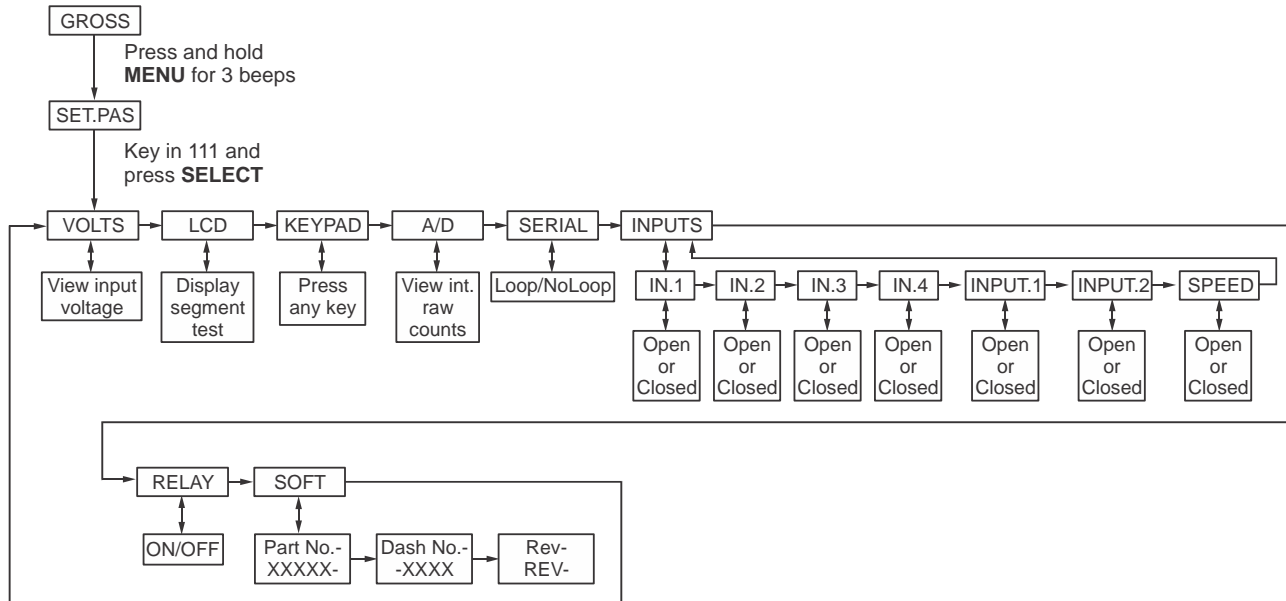 GROSS
Press and hold
MENU for 3 beeps
SET.PAS
Key in 111 and
press SELECT
VOLTS
LCD
KEYPAD
A/D
SERIAL
INPUTS
View input
voltage
Display
segment
test
Press
any key
View int.
raw
counts
Loop/NoLoop
IN.1
IN.2
IN.3
IN.4
INPUT.1
INPUT.2
SPEED
Open
or
Closed
Open
or
Closed
Open
or
Closed
Open
or
Closed
Open
or
Closed
Open
or
Closed
Open
or
Closed
RELAY
SOFT
ON/OFF
Part No.-
XXXXX-
Dash No.-
-XXXX
Rev-
REV-